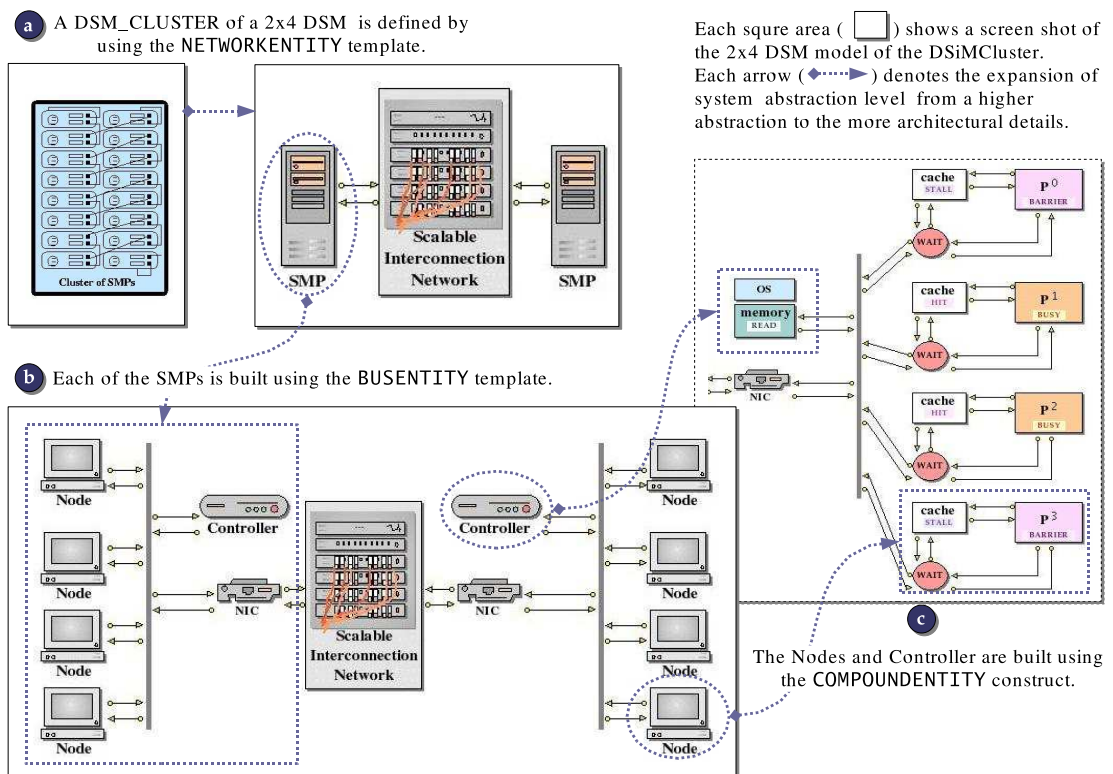 a
A DSM_CLUSTER of a 2x4 DSM is defined by
using the NETWORKENTITY template.
Each squre area ( ) shows a screen shot of
the 2x4 DSM model of the DSiMCluster.
Each arrow ( ) denotes the expansion of
system abstraction level from a higher
abstraction to the more architectural details.
Cluster of SMPs
SMP
Scalable
Interconnection
Network
SMP
b
Each of the SMPs is built using the BUSENTITY template.
Node
Node
Node
Node
Controller
NIC
Scalable
Interconnection
Network
Controller
NIC
Node
Node
Node
Node
OS
memory
READ
NIC
cache
STALL
P 0
BARRIER
WAIT
cache
HIT
P 1
BUSY
WAIT
cache
HIT
P 2
BUSY
WAIT
cache
STALL
P 3
BARRIER
WAIT
c
The Nodes and Controller are built using
the COMPOUNDENTITY construct.